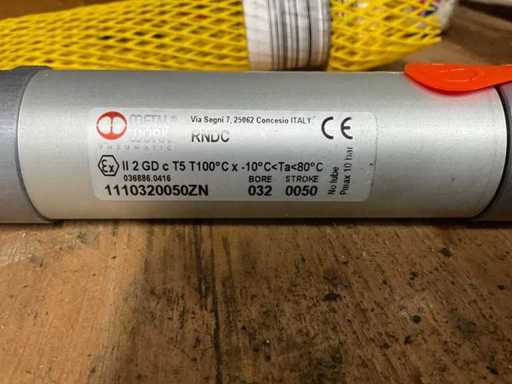 METAL WORK
PNEUMATIC
Via Segni 7, 25062 Concesio ITALY
RNDC
CE
Ex II 2 GD c T5 T100°C x -10°C<Ta<80°C
036886.0416
BORE STROKE
1110320050ZN 032 0050
No lube
Pmax 10 bar